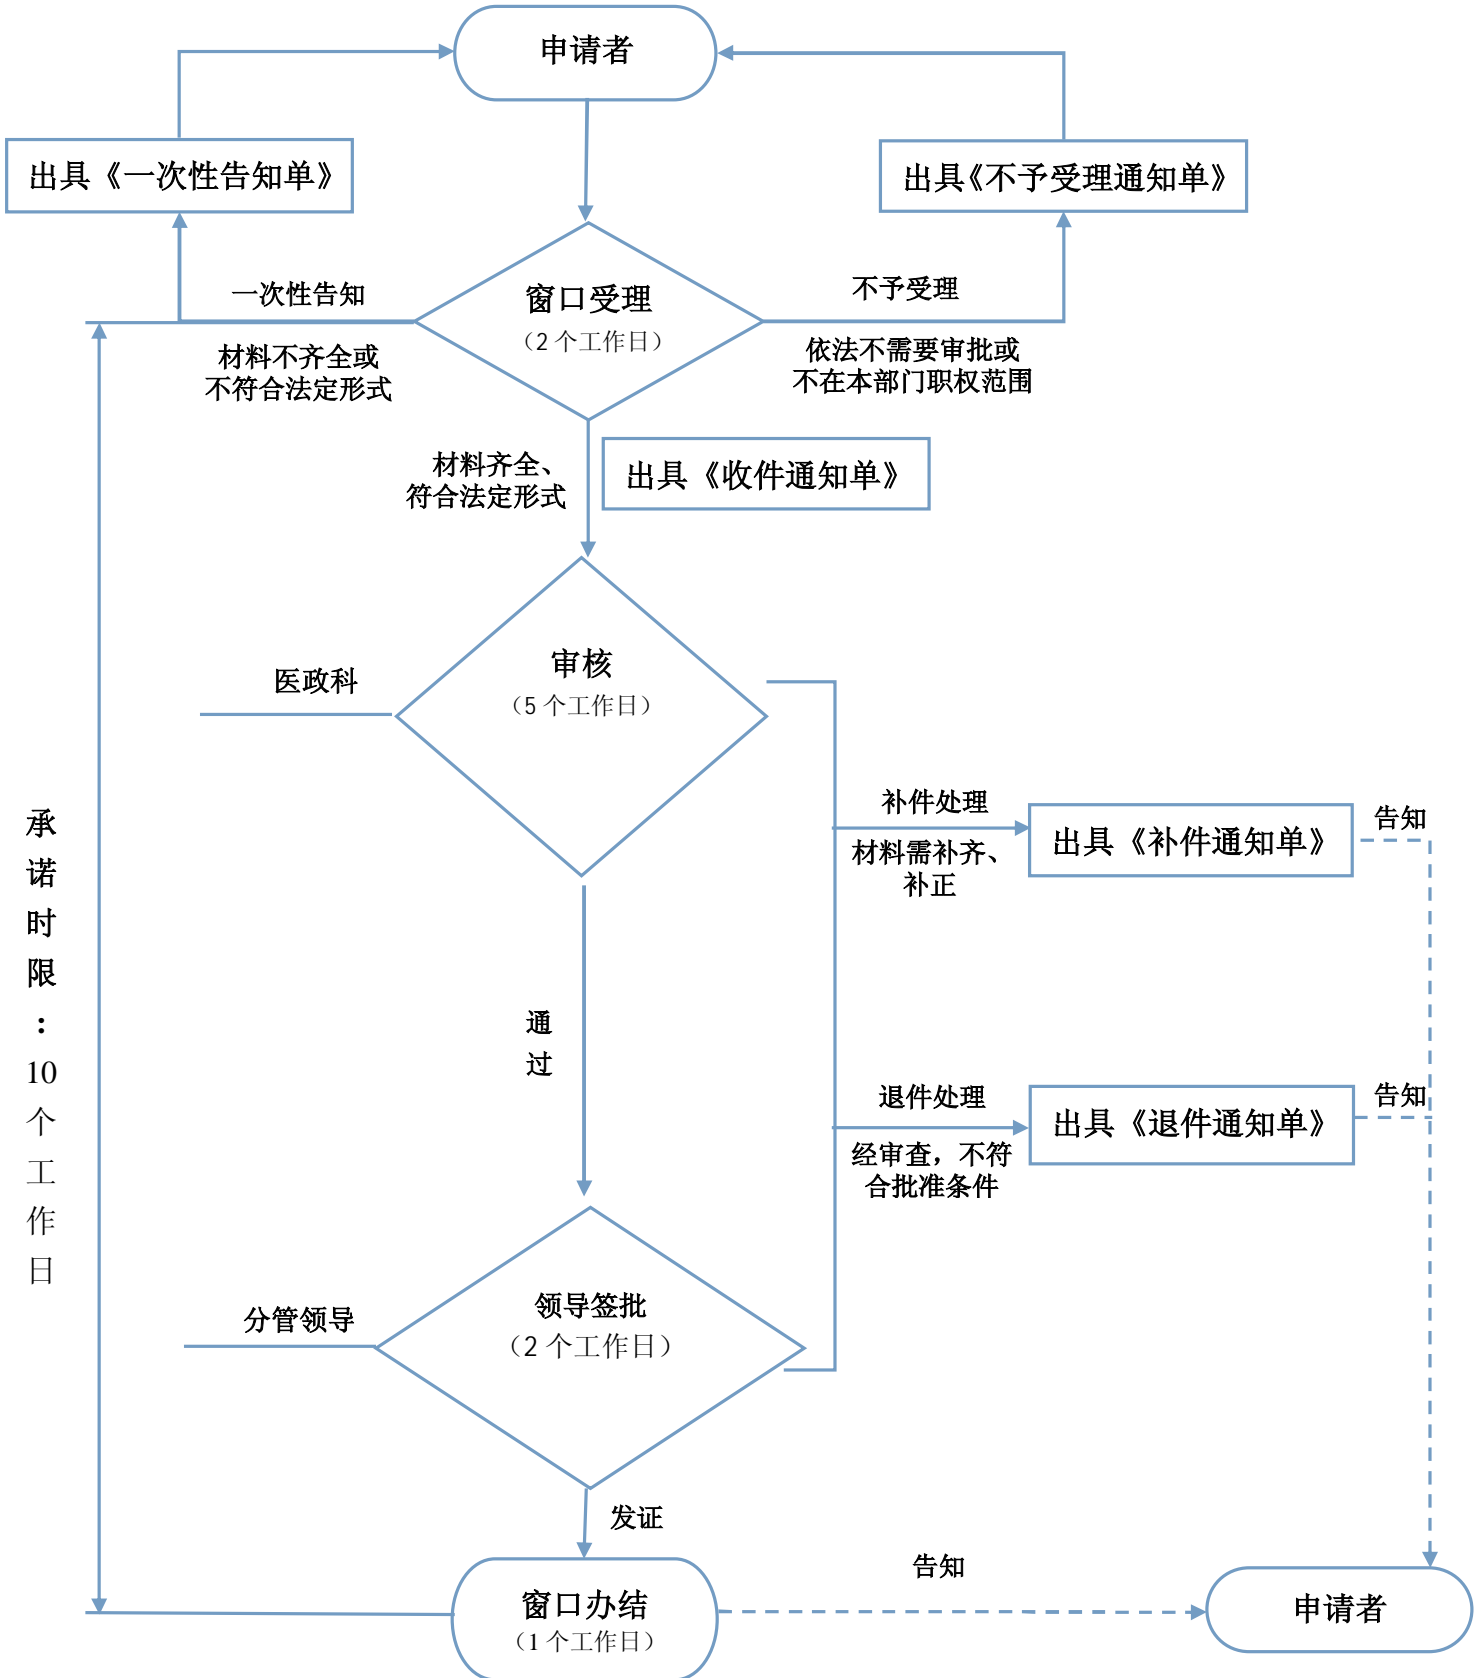 申请者
出具《一次性告知单》
出具《不予受理通知单》
一次性告知
窗口受理
(2个工作日)
不予受理
材料不齐全或
不符合法定形式
依法不需要审批或
不在本部门职权范围
材料齐全、
符合法定形式
出具《收件通知单》
医政科
审核
(5个工作日)
补件处理
材料需补齐、
补正
出具《补件通知单》
告知
承诺时限:10个工作日
通过
退件处理
经审查,不符
合批准条件
出具《退件通知单》
告知
分管领导
领导签批
(2个工作日)
发证
窗口办结
(1个工作日)
告知
申请者